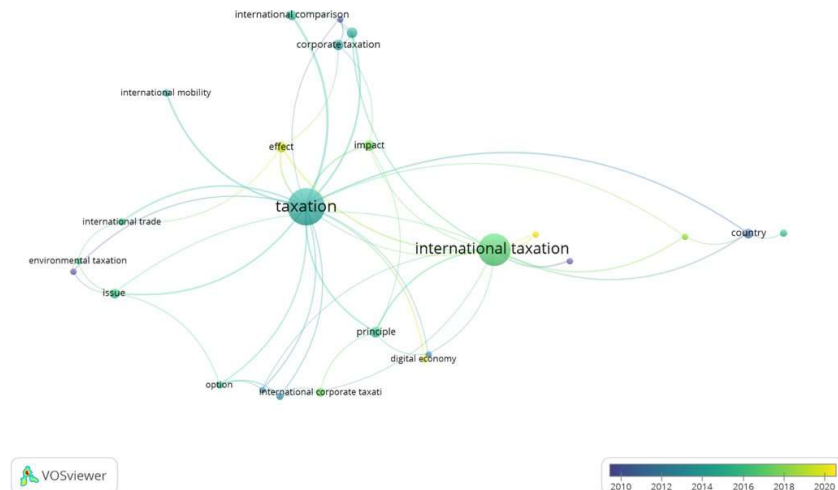 international comparison
corporate taxation
international mobility
effect
impact
taxation
international trade
country
international taxation
environmental taxation
issue
principle
digital economy
option
international corporate taxati
VOSviewer
2010 2012 2014 2016 2018 2020